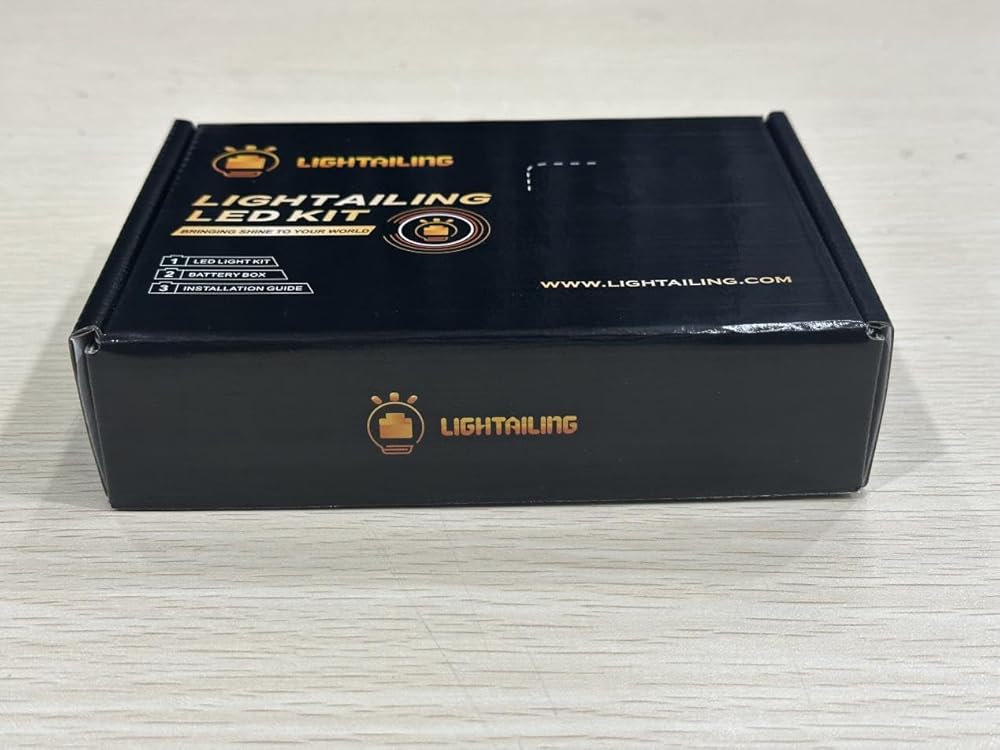 LIGHTAILING
LIGHTAILING
LED KIT
BRINGING SHINE TO YOUR WORLD
1 LED LIGHT KIT
2 BATTERY BOX
3 INSTALLATION GUIDE
WWW.LIGHTAILING.COM
LIGHTAILING